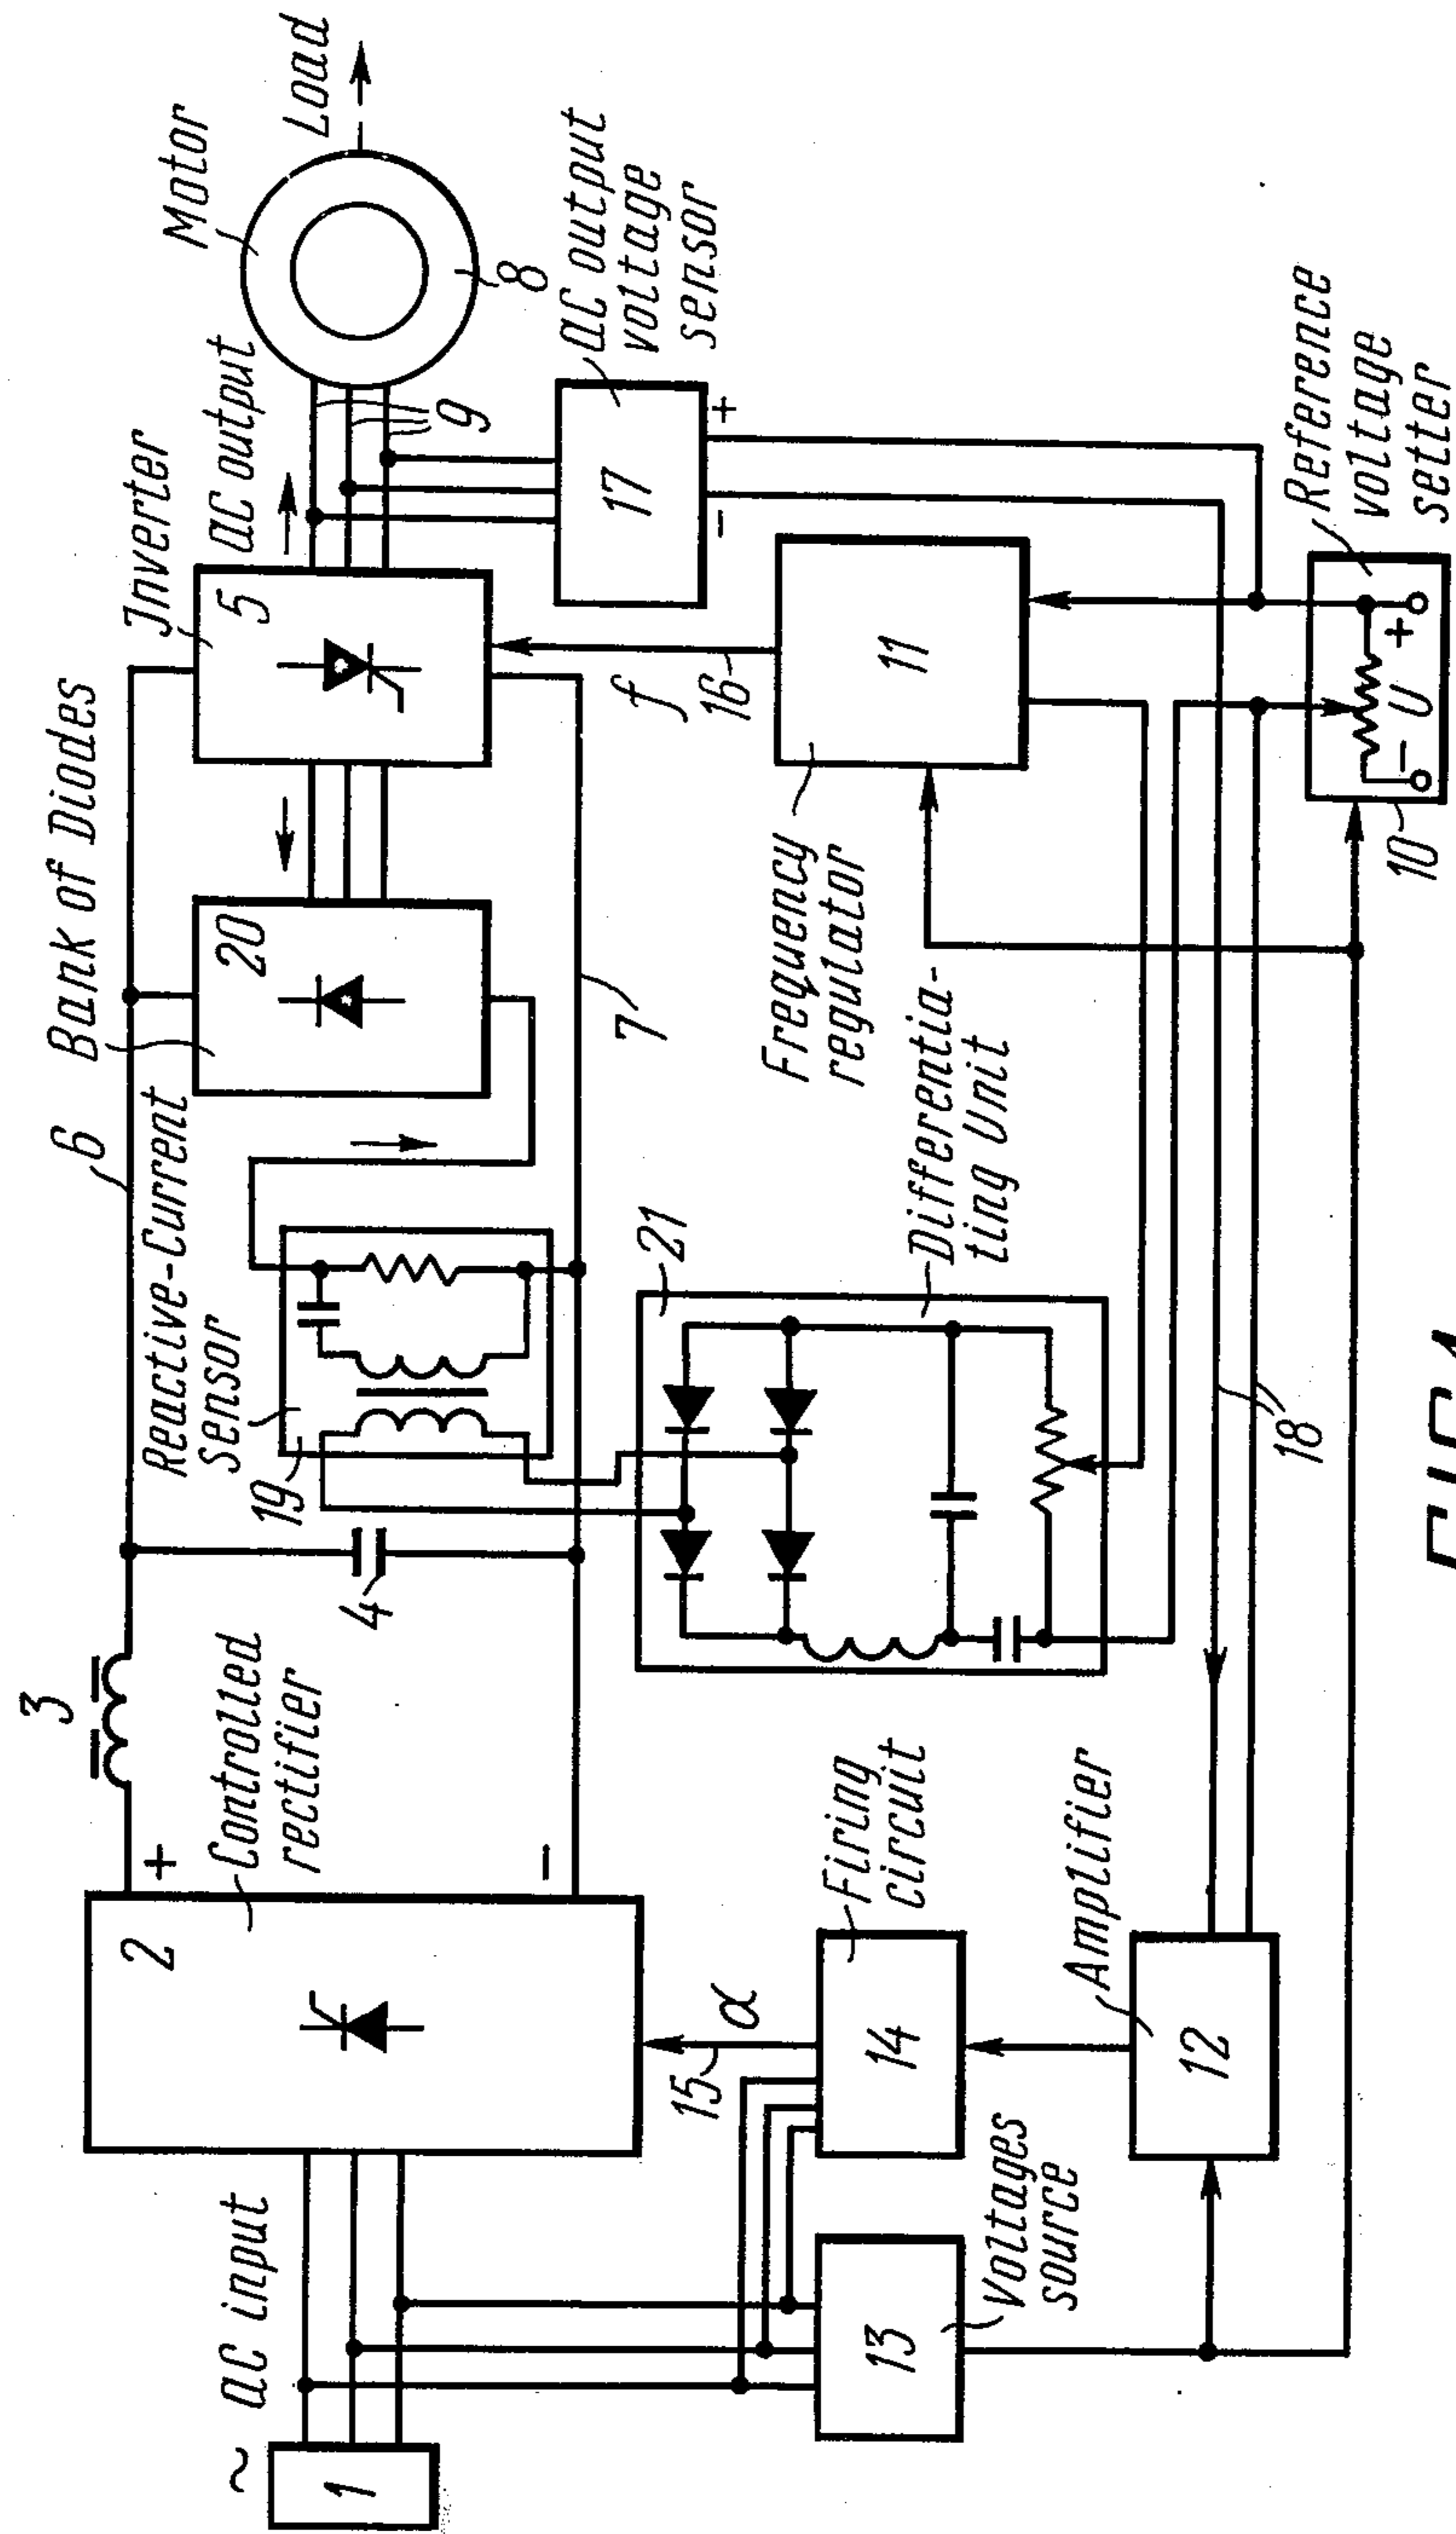 ~
1
ac input
2
+
-
Controlled
rectifier
3
4
6
Reactive-Current
sensor
19
Bank of Diodes
20
Inverter
5
ac output
Motor
8
Load
9
7
f
16
17
-
+
ac output
voltage
sensor
11
Frequency
regulator
21
Differentia-
ting Unit
15
α
14
Firing
circuit
13
Voltages
source
12
Amplifier
18
10
- U +
Reference
voltage
setter